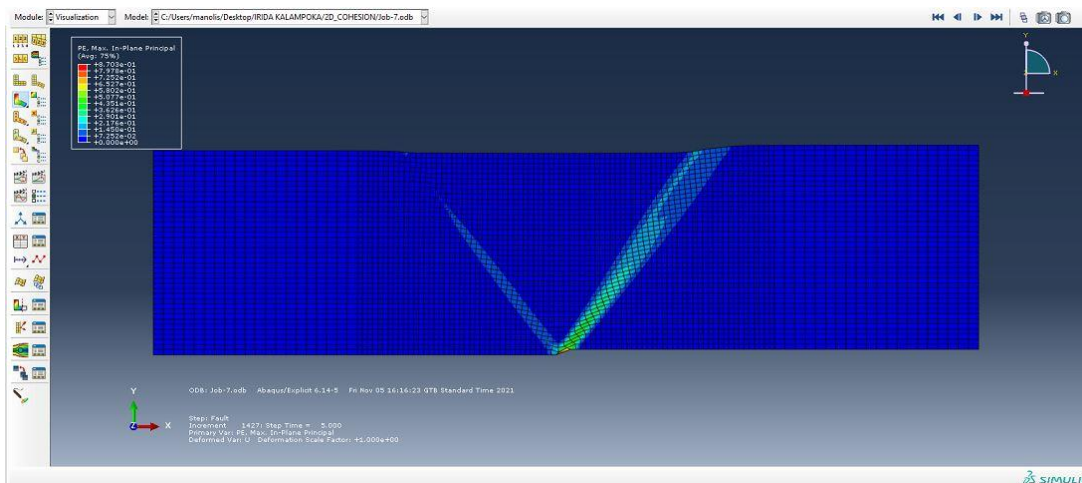 Module: Visualization Model: C:/Users/manolis/Desktop/IRIDA KALAMPOKA/2D_COHESION/Job-7.odb
PE, Max. In-Plane Principal
(Avg: 75%)
+8.703e-01
+7.978e-01
+7.252e-01
+6.527e-01
+5.802e-01
+5.077e-01
+4.351e-01
+3.626e-01
+2.901e-01
+2.176e-01
+1.450e-01
+7.252e-02
+0.000e+00
Y
X
ODB: Job-7.odb Abaqus/Explicit 6.14-5 Fri Nov 05 16:16:23 GTB Standard Time 2021
Y
Z X
Step: Fault
Increment 1427: Step Time = 5.000
Primary Var: PE, Max. In-Plane Principal
Deformed Var: U Deformation Scale Factor: +1.000e+00
SIMULI